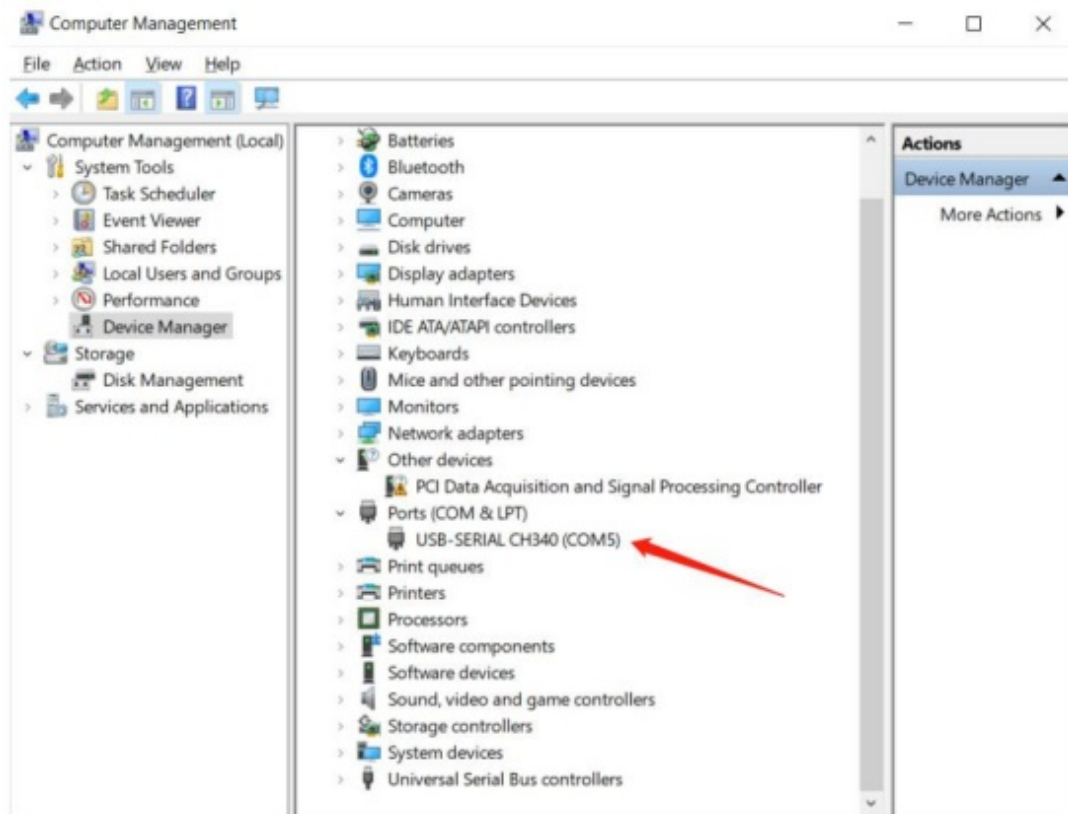 Computer Management
File Action View Help
Computer Management (Local)
System Tools
Task Scheduler
Event Viewer
Shared Folders
Local Users and Groups
Performance
Device Manager
Storage
Disk Management
Services and Applications
Batteries
Bluetooth
Cameras
Computer
Disk drives
Display adapters
Human Interface Devices
IDE ATA/ATAPI controllers
Keyboards
Mice and other pointing devices
Monitors
Network adapters
Other devices
PCI Data Acquisition and Signal Processing Controller
Ports (COM & LPT)
USB-SERIAL CH340 (COM5)
Print queues
Printers
Processors
Software components
Software devices
Sound, video and game controllers
Storage controllers
System devices
Universal Serial Bus controllers
Actions
Device Manager
More Actions